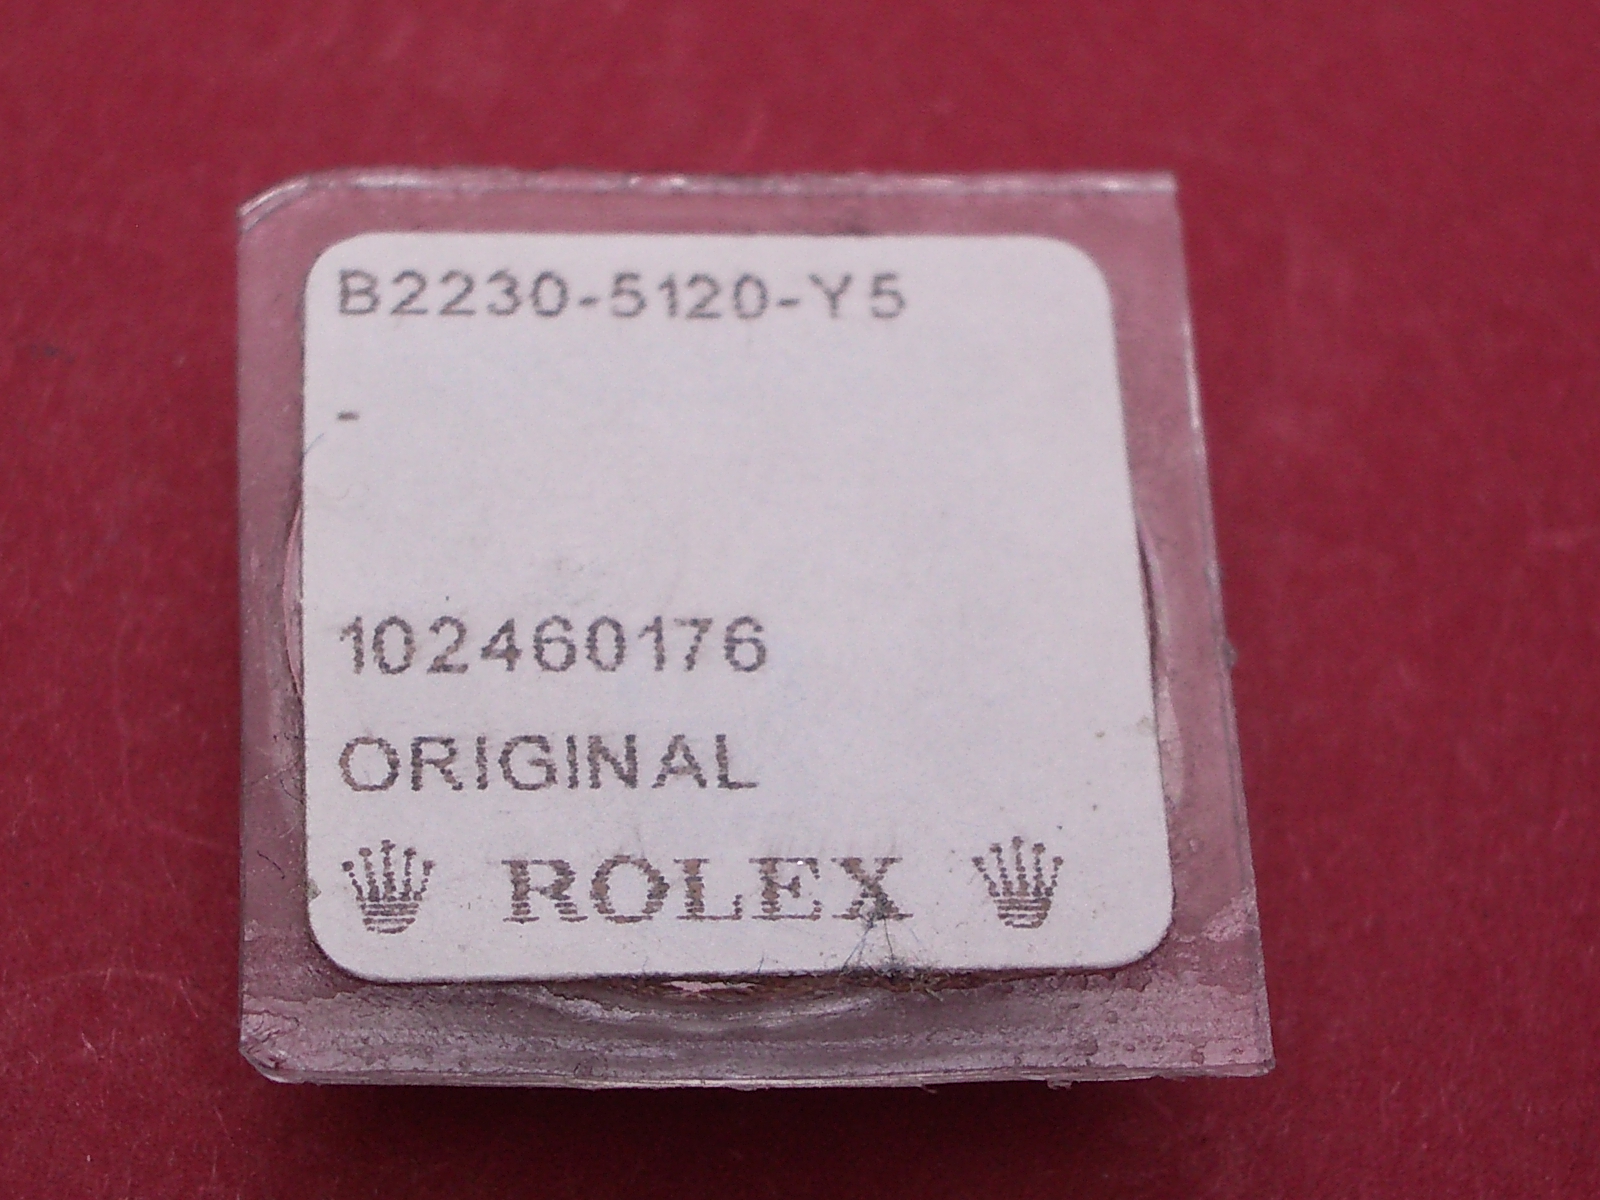 B2230-5120-Y5
-
102460176
ORIGINAL
ROLEX